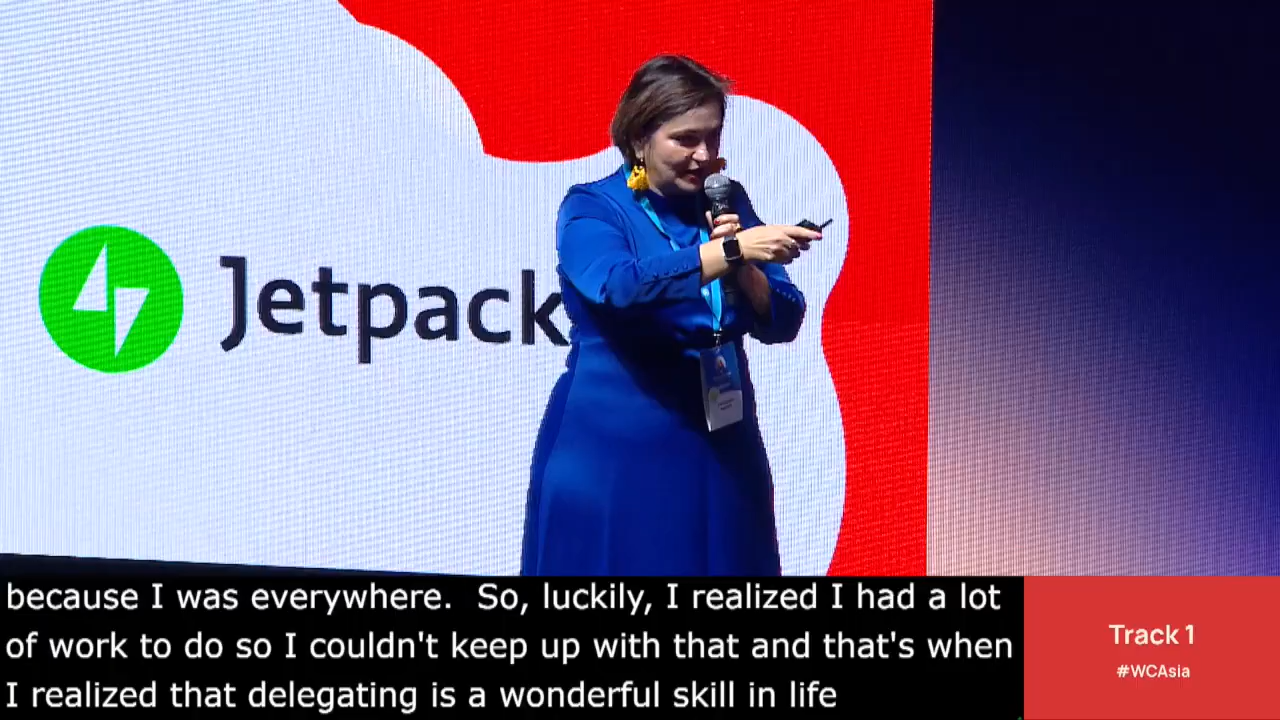 Jetpack
because I was everywhere.  So, luckily, I realized I had a lot
of work to do so I couldn't keep up with that and that's when
I realized that delegating is a wonderful skill in life
Track 1
#WCAsia